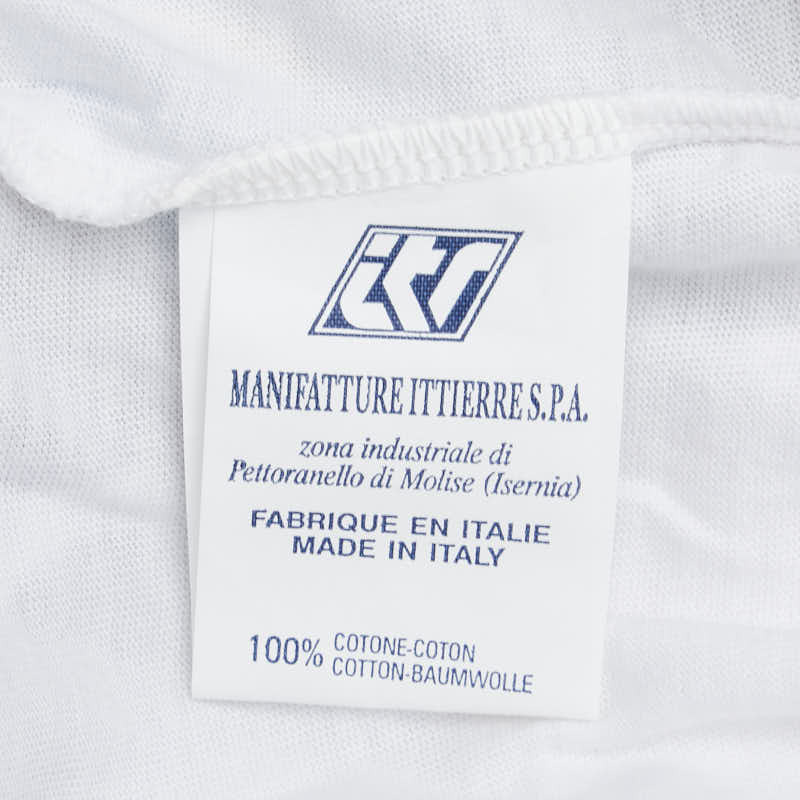 itr
MANIFATTURE ITTIERRE S.P.A.
zona industriale di
Pettoranello di Molise (Isernia)
FABRIQUE EN ITALIE
MADE IN ITALY
100% COTONE-COTON
COTTON-BAUMWOLLE